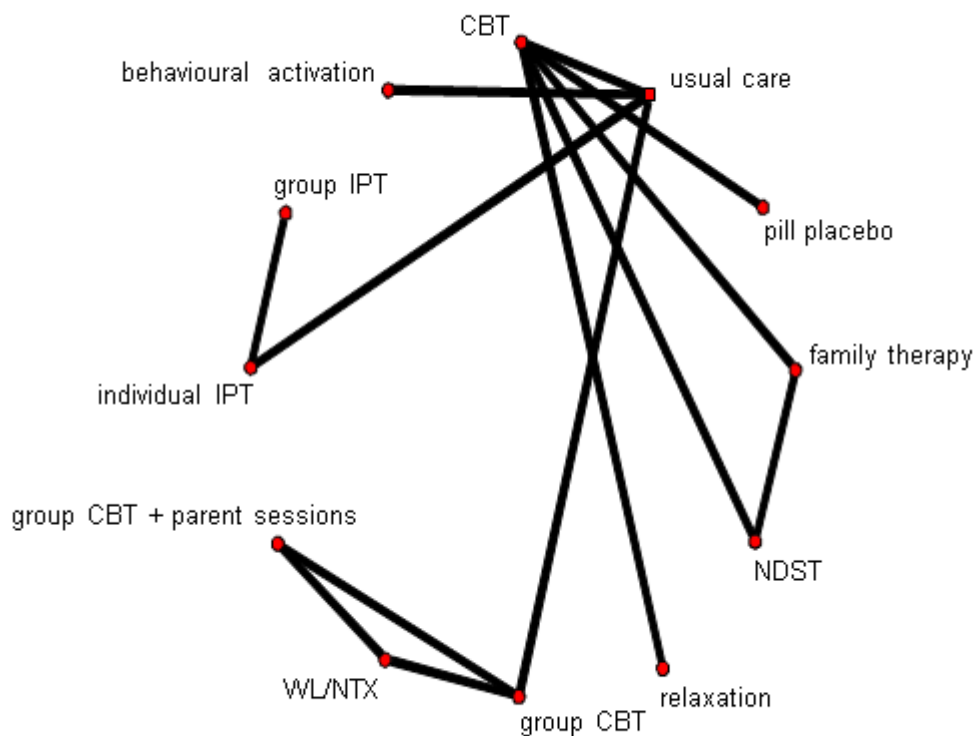 CBT
behavioural activation
usual care
group IPT
pill placebo
family therapy
individual IPT
group CBT + parent sessions
NDST
WL/NTX
relaxation
group CBT